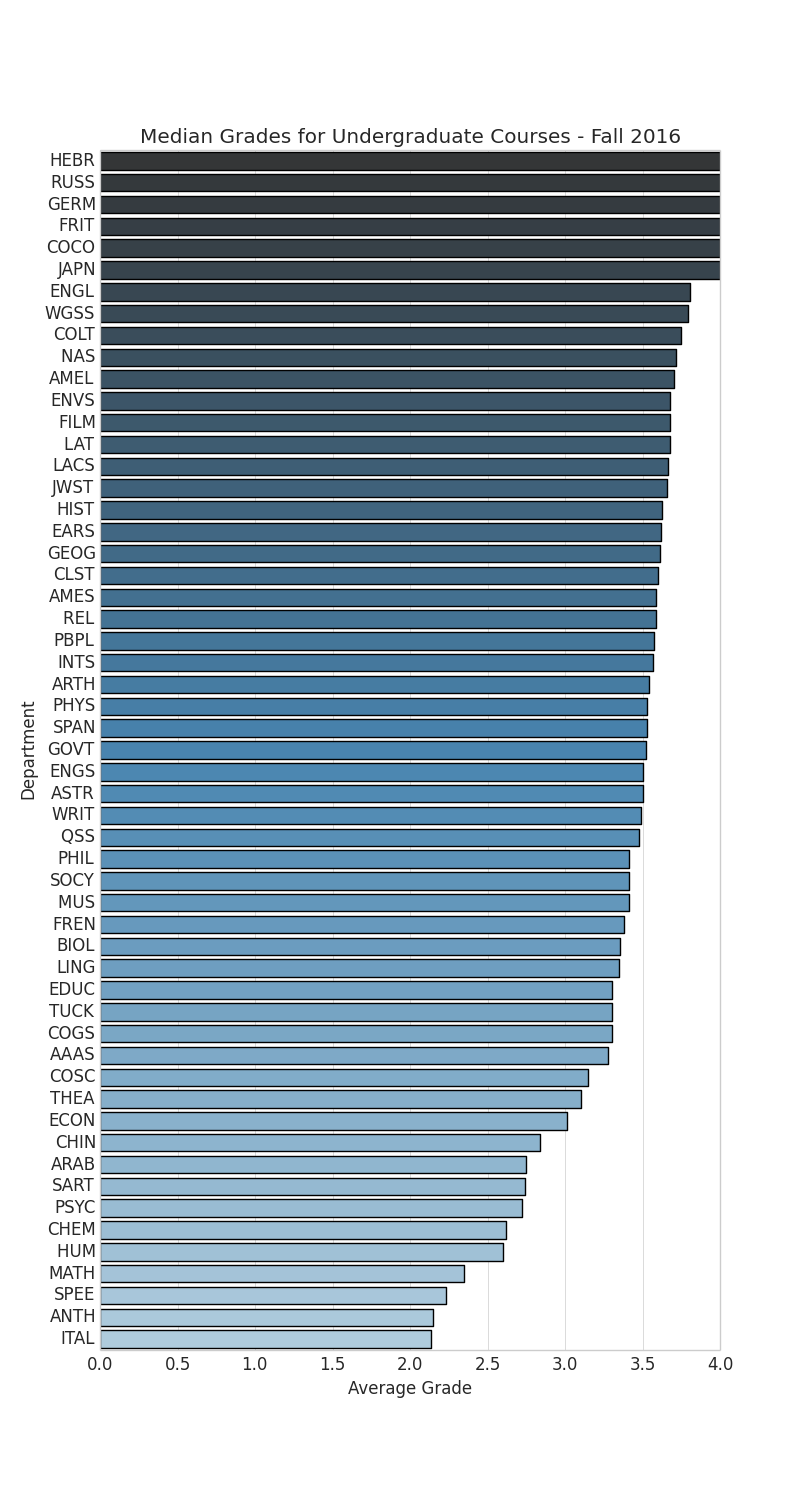 Median Grades for Undergraduate Courses - Fall 2016
HEBR
RUSS
GERM
FRIT
COCO
JAPN
ENGL
WGSS
COLT
NAS
AMEL
ENVS
FILM
LAT
LACS
JWST
HIST
EARS
GEOG
CLST
AMES
REL
PBPL
INTS
ARTH
PHYS
SPAN
GOVT
ENGS
ASTR
WRIT
QSS
PHIL
SOCY
MUS
FREN
BIOL
LING
EDUC
TUCK
COGS
AAAS
COSC
THEA
ECON
CHIN
ARAB
SART
PSYC
CHEM
HUM
MATH
SPEE
ANTH
ITAL
Department
0.0 0.5 1.0 1.5 2.0 2.5 3.0 3.5 4.0
Average Grade